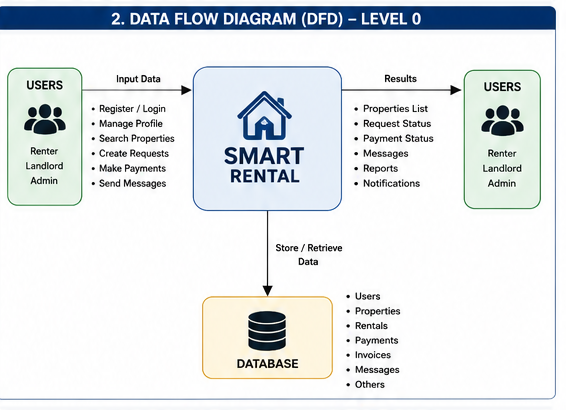 2. DATA FLOW DIAGRAM (DFD) – LEVEL 0
USERS
Renter
Landlord
Admin
Input Data
• Register / Login
• Manage Profile
• Search Properties
• Create Requests
• Make Payments
• Send Messages
SMART
RENTAL
Results
• Properties List
• Request Status
• Payment Status
• Messages
• Reports
• Notifications
USERS
Renter
Landlord
Admin
Store / Retrieve
Data
DATABASE
• Users
• Properties
• Rentals
• Payments
• Invoices
• Messages
• Others